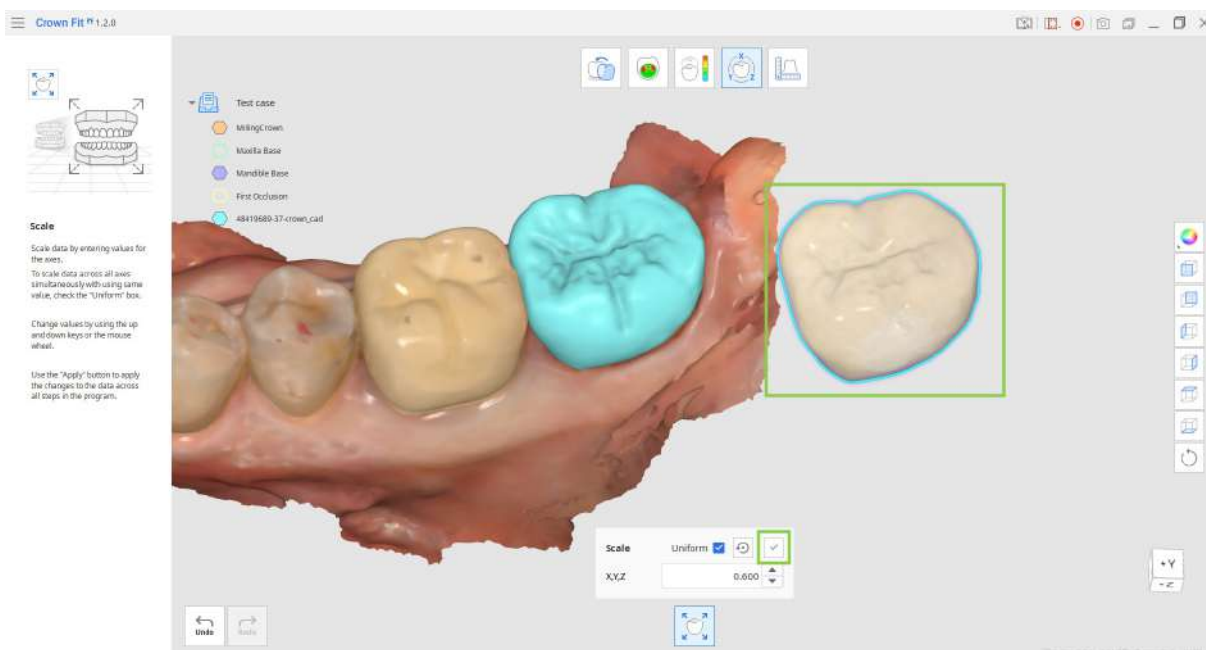 Crown Fit 1.2.0
Test case
MillingCrown
Maxilla Base
Mandible Base
First Occlusion
48419689-37-crown_cad
Scale
Scale data by entering values for
the axes.
To scale data across all axes
simultaneously with using same
value, check the "Uniform" box.
Change values by using the up
and down keys or the mouse
wheel.
Use the "Apply" button to apply
the changes to the data across
all steps in the program.
X
Y
Z
Scale
Uniform
X,Y,Z
0.600
+Y
-Z
Undo
Redo